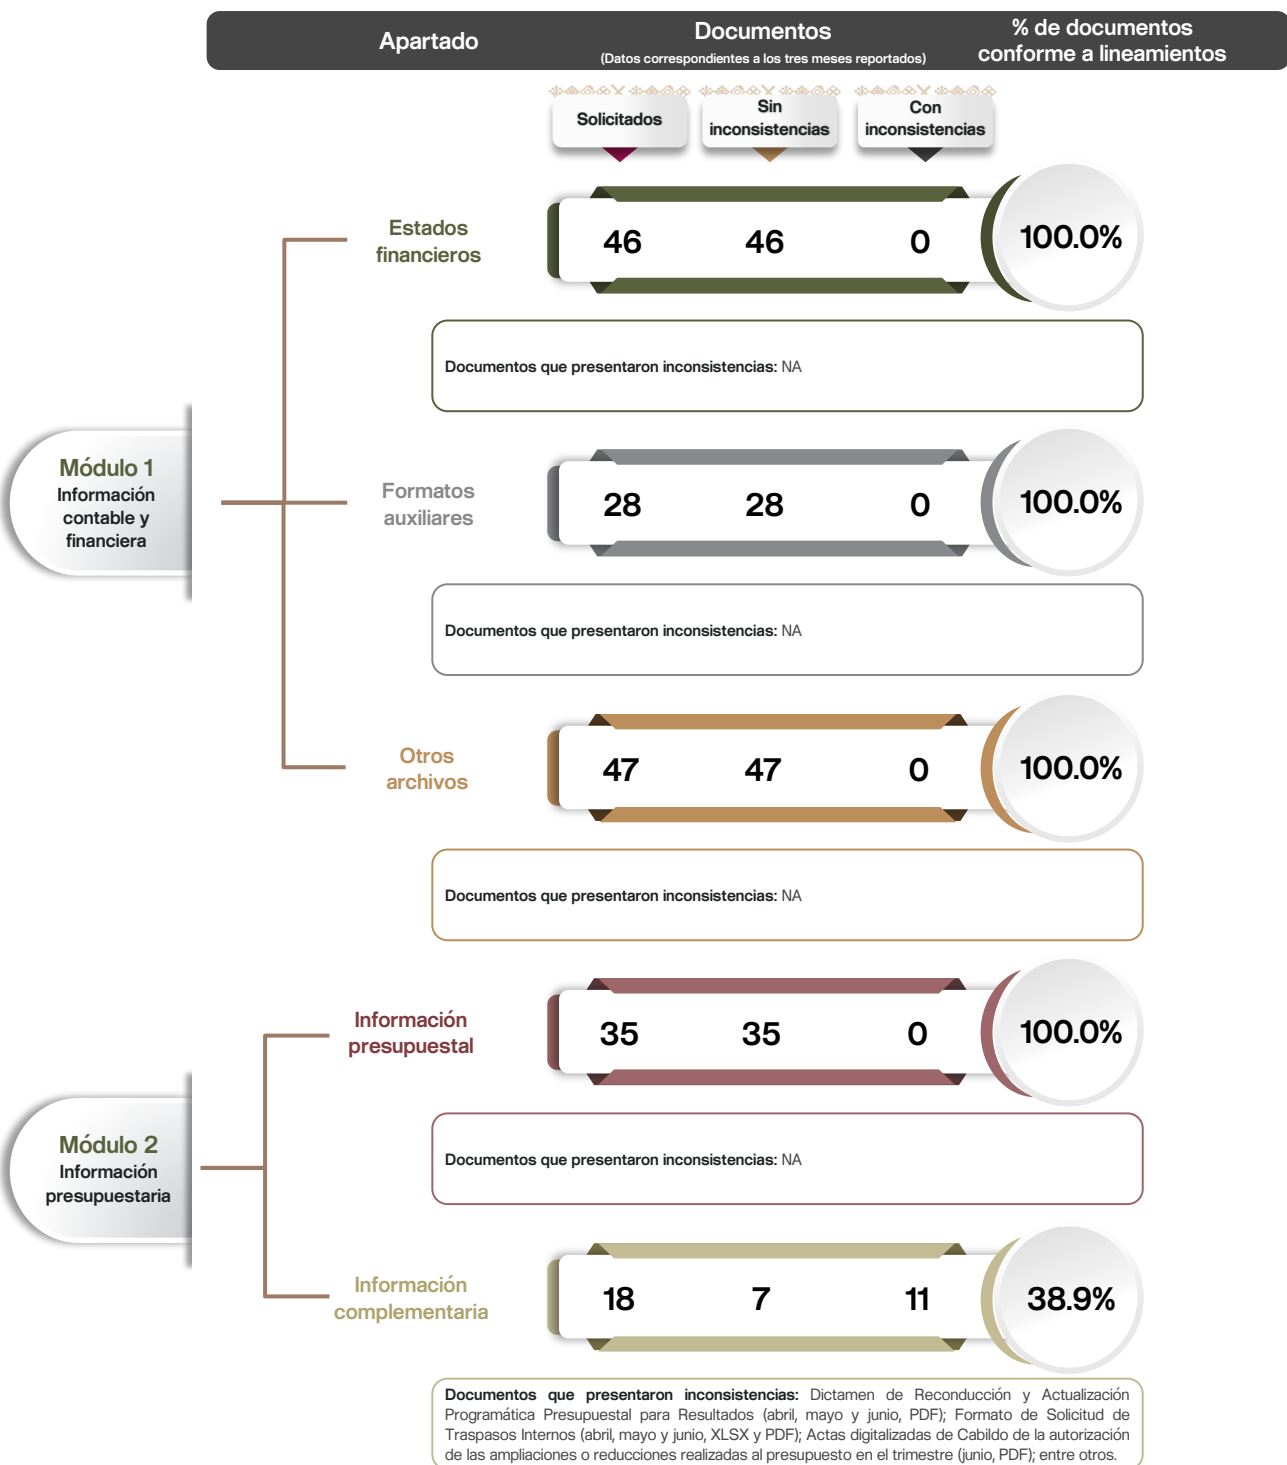 Apartado
Documentos
(Datos correspondientes a los tres meses reportados)
% de documentos
conforme a lineamientos
Solicitados
Sin
inconsistencias
Con
inconsistencias
Módulo 1
Información
contable y
financiera
Estados
financieros
46 46 0 100.0%
Documentos que presentaron inconsistencias: NA
Formatos
auxiliares
28 28 0 100.0%
Documentos que presentaron inconsistencias: NA
Otros
archivos
47 47 0 100.0%
Documentos que presentaron inconsistencias: NA
Módulo 2
Información
presupuestaria
Información
presupuestal
35 35 0 100.0%
Documentos que presentaron inconsistencias: NA
Información
complementaria
18 7 11 38.9%
Documentos que presentaron inconsistencias: Dictamen de Reconducción y Actualización
Programática Presupuestal para Resultados (abril, mayo y junio, PDF); Formato de Solicitud de
Traspasos Internos (abril, mayo y junio, XLSX y PDF); Actas digitalizadas de Cabildo de la autorización
de las ampliaciones o reducciones realizadas al presupuesto en el trimestre (junio, PDF); entre otros.